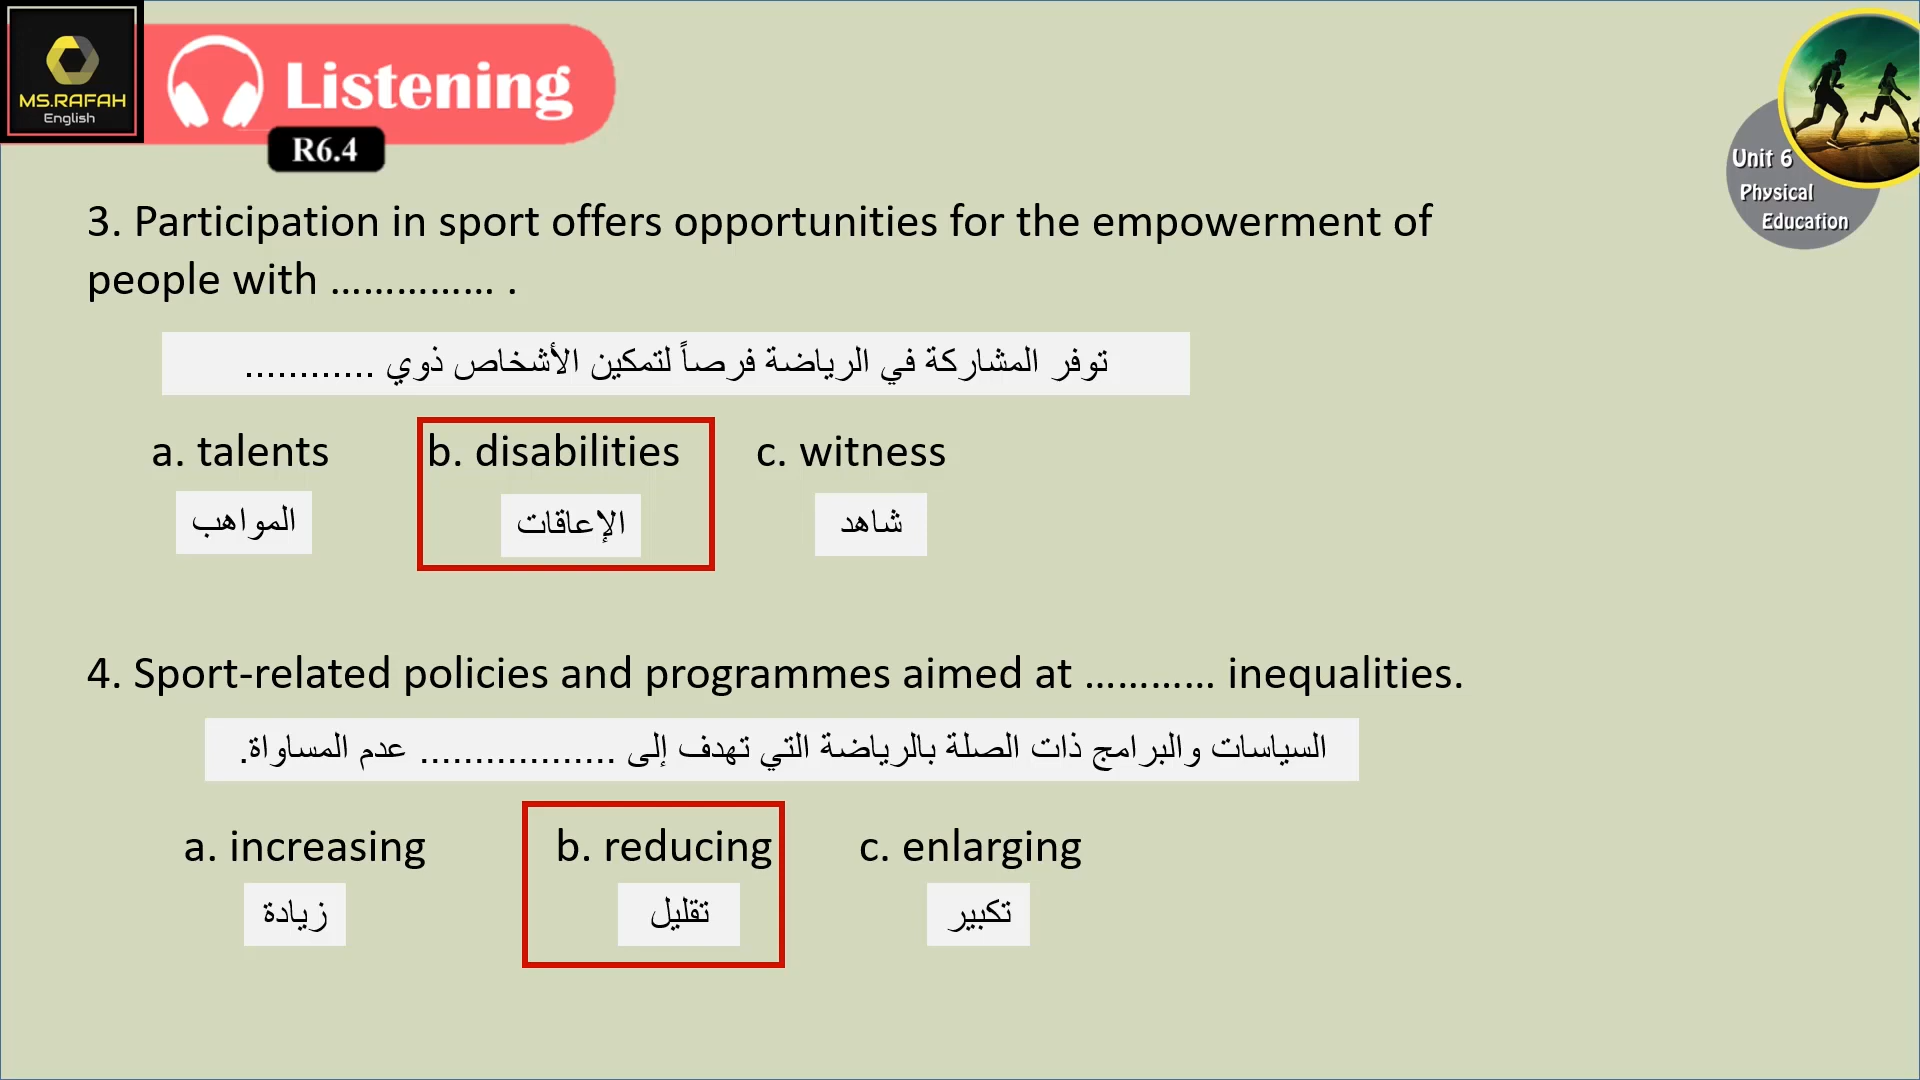 MS.RAFAH
English
Listening
R6.4
Unit 6
Physical
Education
3. Participation in sport offers opportunities for the empowerment of
people with …………… .
توفر المشاركة في الرياضة فرصاً لتمكين الأشخاص ذوي ............
a. talents b. disabilities c. witness
المواهب الإعاقات شاهد
4. Sport-related policies and programmes aimed at ………… inequalities.
السياسات والبرامج ذات الصلة بالرياضة التي تهدف إلى .................. عدم المساواة.
a. increasing b. reducing c. enlarging
زيادة تقليل تكبير